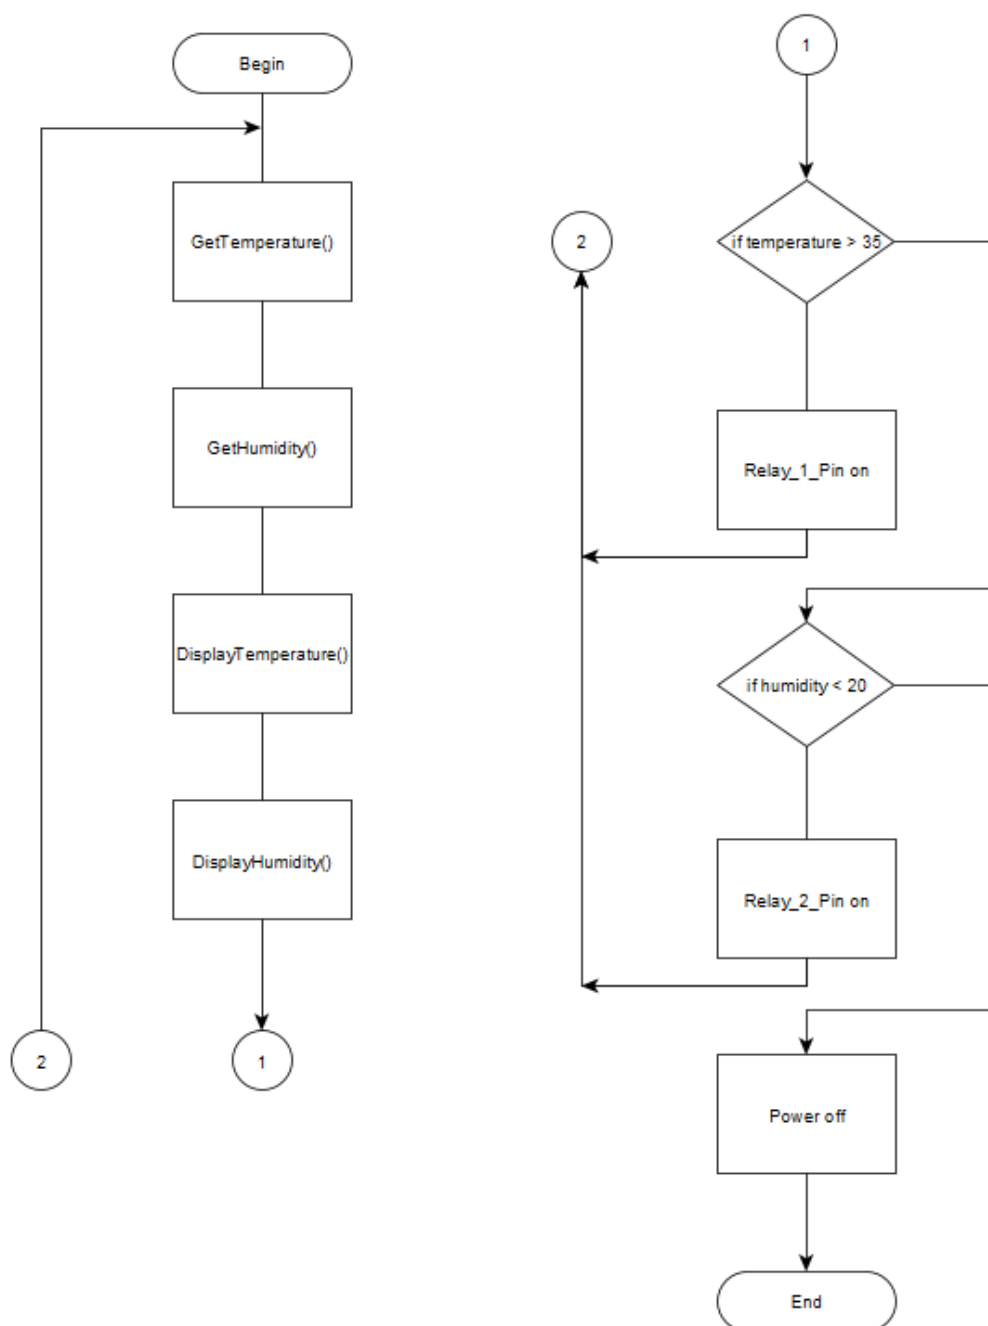 Begin
GetTemperature()
GetHumidity()
DisplayTemperature()
DisplayHumidity()
2
1
1
if temperature > 35
2
Relay_1_Pin on
if humidity < 20
Relay_2_Pin on
Power off
End